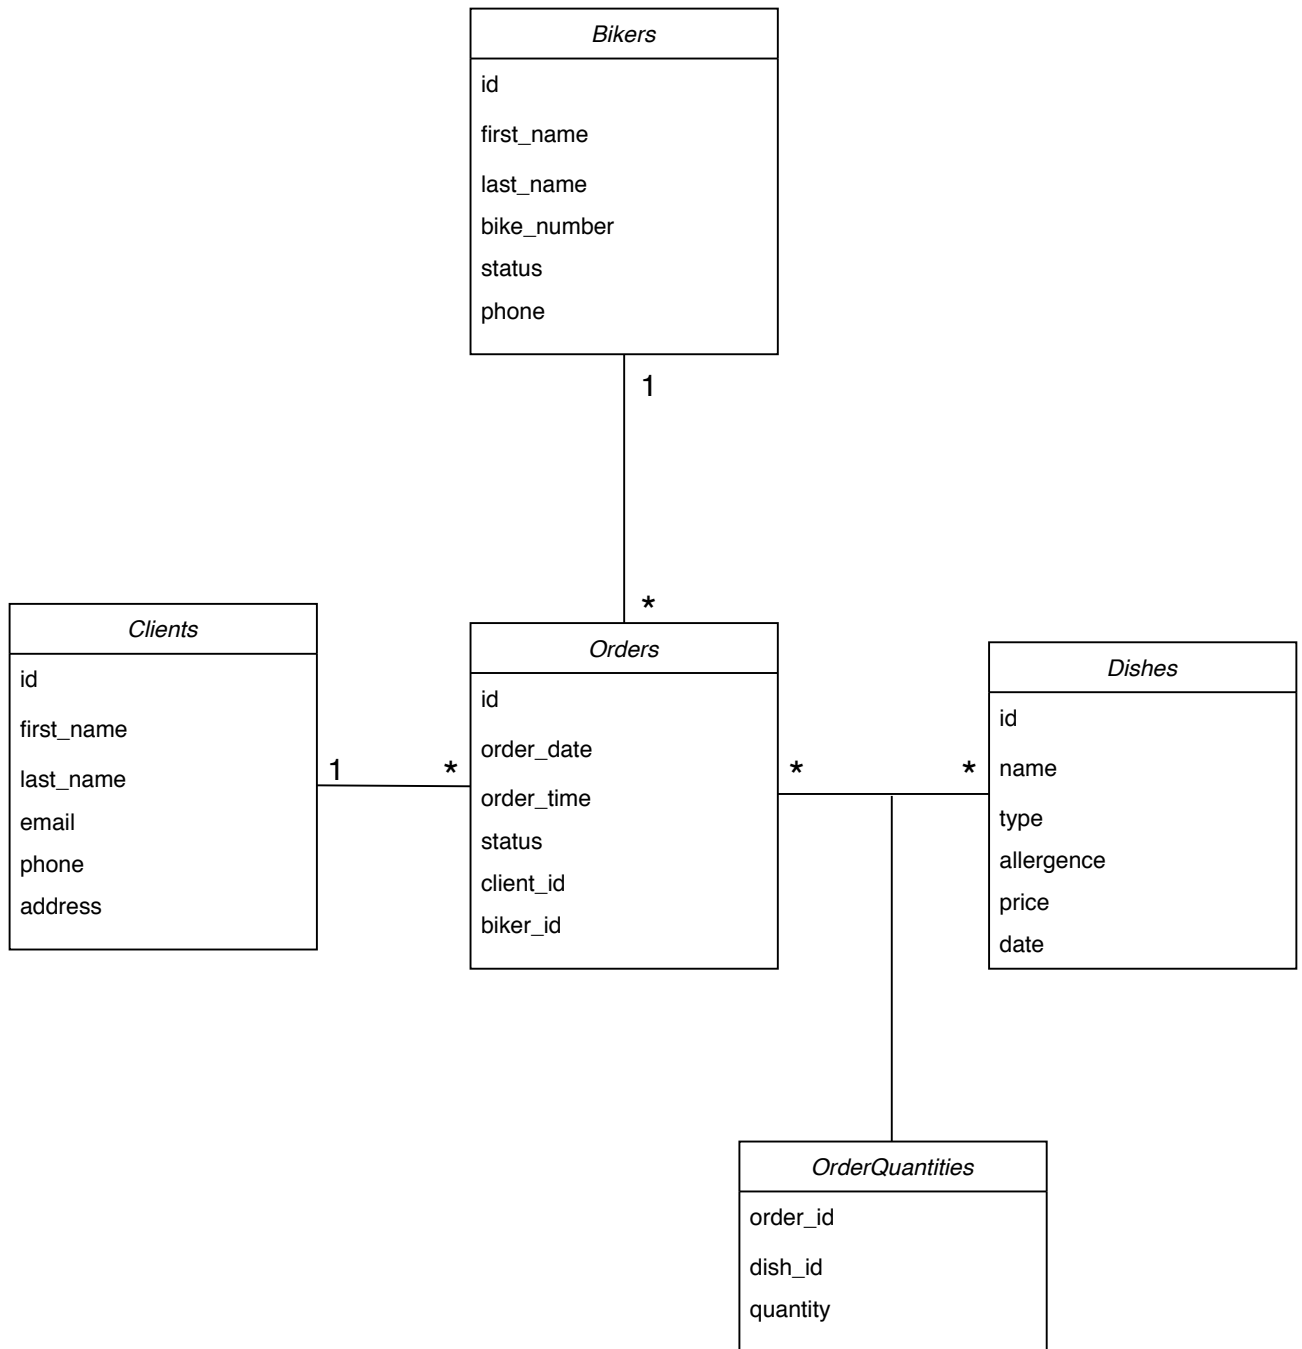 Bikers
id
first_name
last_name
bike_number
status
phone
1
*
Clients
id
first_name
last_name
email
phone
address
1
*
Orders
id
order_date
order_time
status
client_id
biker_id
*
*
Dishes
id
name
type
allergence
price
date
OrderQuantities
order_id
dish_id
quantity